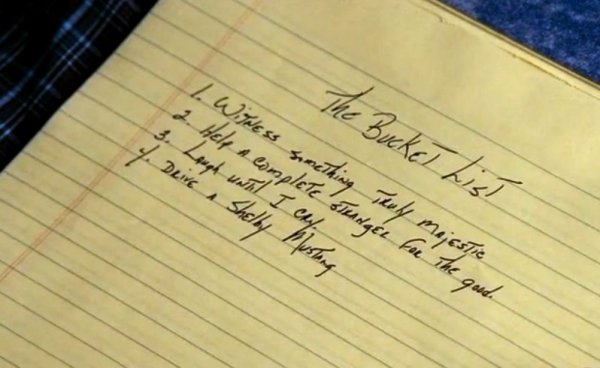 The Bucket List
1. Witness something truly majestic
2 Help a complete stranger for the good.
3. Laugh until I cry.
4. Drive a Shelby Mustang